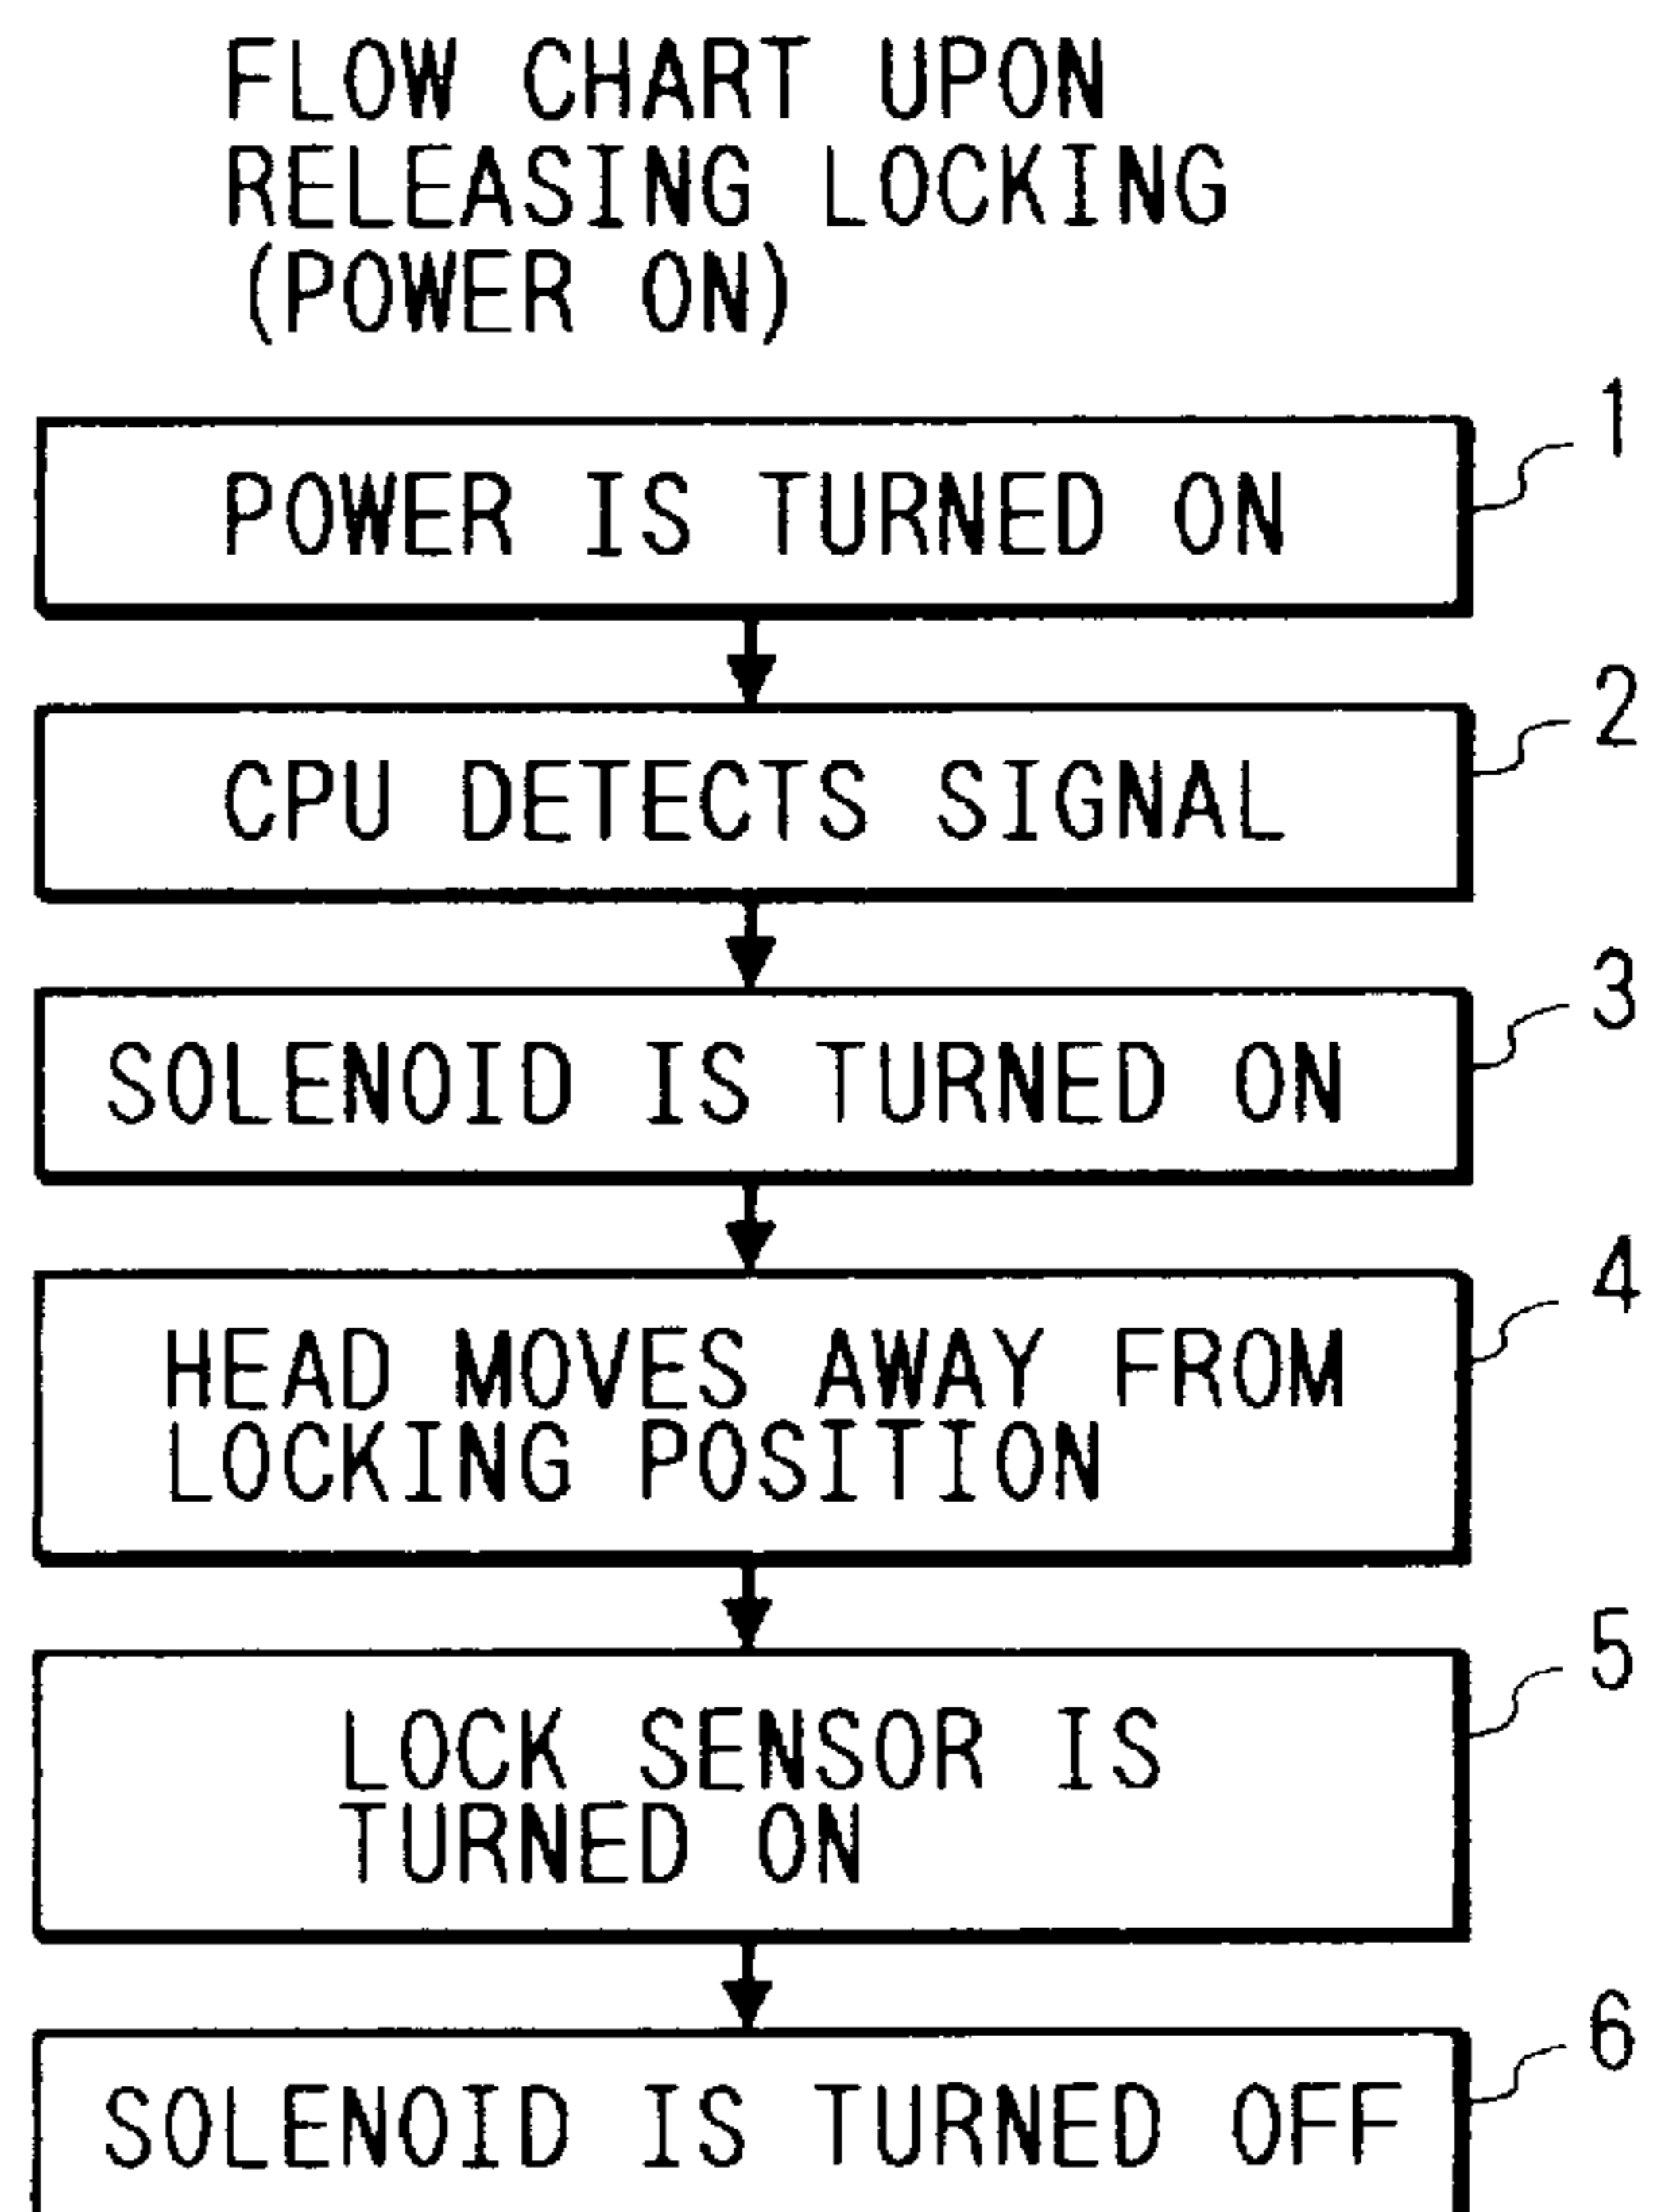 FLOW CHART UPON
RELEASING LOCKING
(POWER ON)
1
POWER IS TURNED ON
2
CPU DETECTS SIGNAL
3
SOLENOID IS TURNED ON
4
HEAD MOVES AWAY FROM
LOCKING POSITION
5
LOCK SENSOR IS
TURNED ON
6
SOLENOID IS TURNED OFF